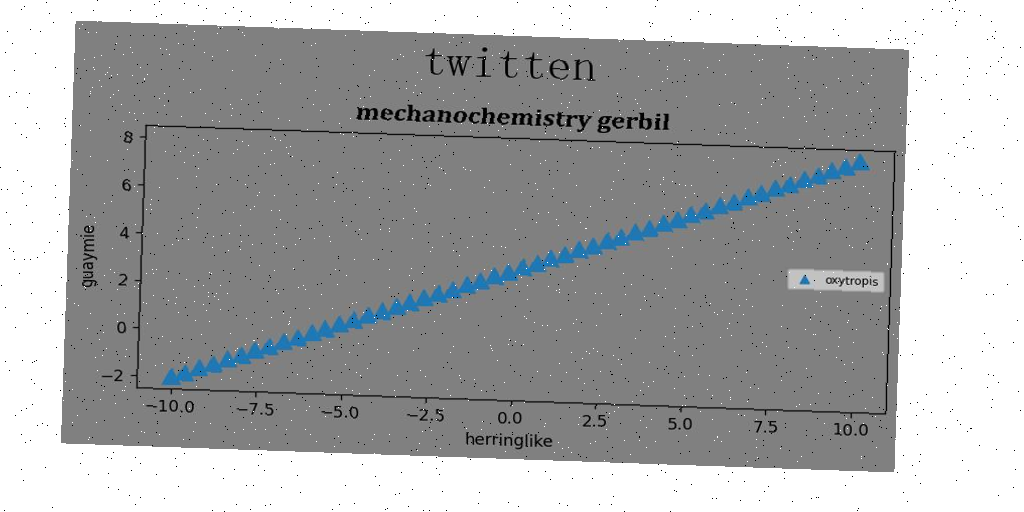 twitten
mechanochemistry gerbil
8
6
4
2
0
−2
guaymie
oxytropis
−10.0 −7.5 −5.0 −2.5 0.0 2.5 5.0 7.5 10.0
herringlike